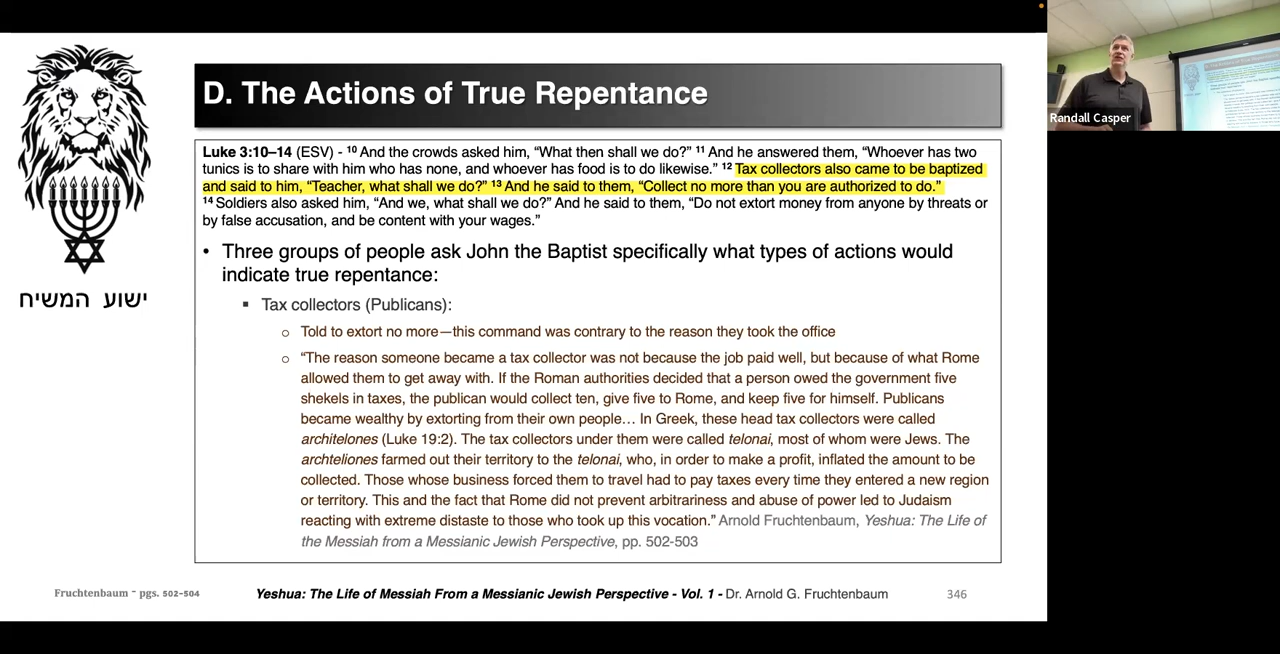 D. The Actions of True Repentance
Luke 3:10–14 (ESV) - 10 And the crowds asked him, “What then shall we do?” 11 And he answered them, “Whoever has two
tunics is to share with him who has none, and whoever has food is to do likewise.” 12 Tax collectors also came to be baptized
and said to him, “Teacher, what shall we do?” 13 And he said to them, “Collect no more than you are authorized to do.”
14 Soldiers also asked him, “And we, what shall we do?” And he said to them, “Do not extort money from anyone by threats or
by false accusation, and be content with your wages.”
• Three groups of people ask John the Baptist specifically what types of actions would
indicate true repentance:
▪ Tax collectors (Publicans):
o Told to extort no more—this command was contrary to the reason they took the office
o “The reason someone became a tax collector was not because the job paid well, but because of what Rome
allowed them to get away with. If the Roman authorities decided that a person owed the government five
shekels in taxes, the publican would collect ten, give five to Rome, and keep five for himself. Publicans
became wealthy by extorting from their own people… In Greek, these head tax collectors were called
architelones (Luke 19:2). The tax collectors under them were called telonai, most of whom were Jews. The
archteliones farmed out their territory to the telonai, who, in order to make a profit, inflated the amount to be
collected. Those whose business forced them to travel had to pay taxes every time they entered a new region
or territory. This and the fact that Rome did not prevent arbitrariness and abuse of power led to Judaism
reacting with extreme distaste to those who took up this vocation.” Arnold Fruchtenbaum, Yeshua: The Life of
the Messiah from a Messianic Jewish Perspective, pp. 502-503
ישוע המשיח
Fruchtenbaum - pgs. 502-504
Yeshua: The Life of Messiah From a Messianic Jewish Perspective - Vol. 1 - Dr. Arnold G. Fruchtenbaum
346
Randall Casper